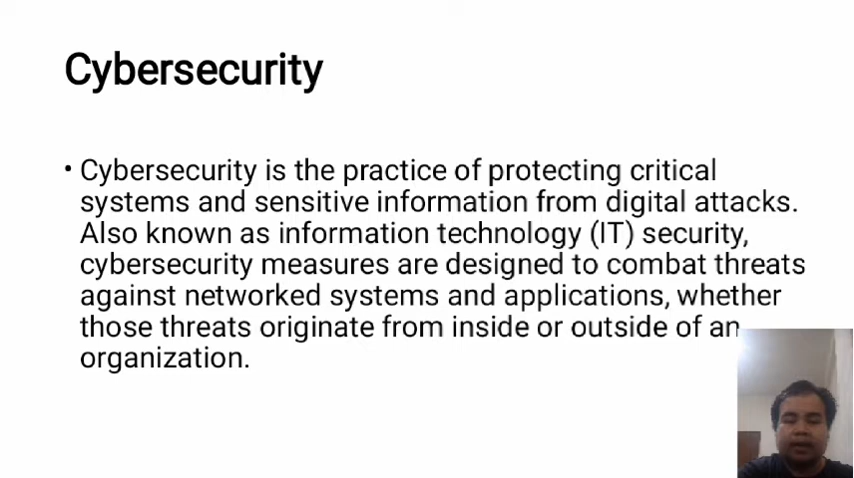 Cybersecurity
• Cybersecurity is the practice of protecting critical
systems and sensitive information from digital attacks.
Also known as information technology (IT) security,
cybersecurity measures are designed to combat threats
against networked systems and applications, whether
those threats originate from inside or outside of an
organization.